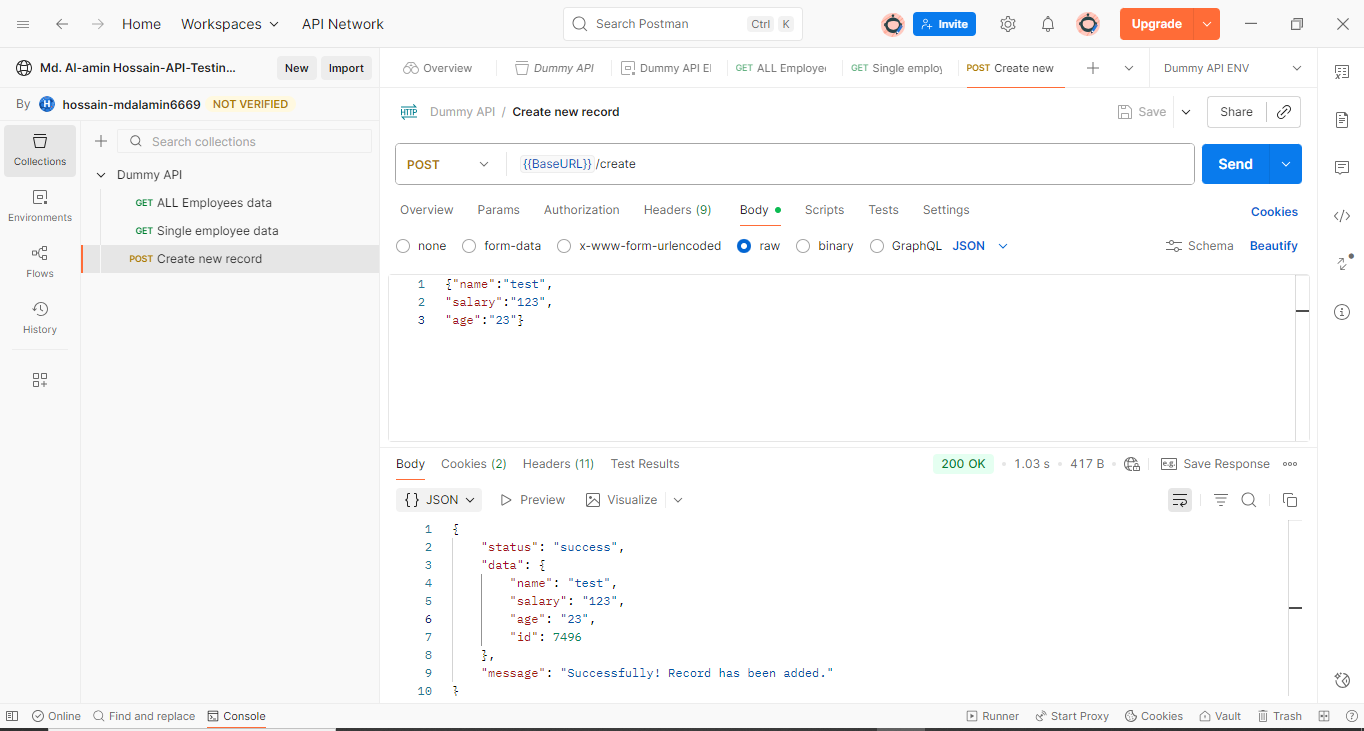 Home Workspaces API Network Search Postman Ctrl K Invite Upgrade
Md. Al-amin Hossain-API-Testin... New Import Overview Dummy API Dummy API El GET ALL Employee GET Single employ POST Create new Dummy API ENV
By H hossain-mdalamin6669 NOT VERIFIED
HTTP Dummy API / Create new record Save Share
Collections
Search collections
Dummy API
GET ALL Employees data
GET Single employee data
POST Create new record
Environments
Flows
History
POST {{BaseURL}} /create Send
Overview Params Authorization Headers (9) Body Scripts Tests Settings Cookies
none form-data x-www-form-urlencoded raw binary GraphQL JSON Schema Beautify
1 {"name":"test",
2 "salary":"123",
3 "age":"23"}
Body Cookies (2) Headers (11) Test Results 200 OK 1.03 s 417 B e.g. Save Response
{} JSON Preview Visualize
1 {
2 "status": "success",
3 "data": {
4 "name": "test",
5 "salary": "123",
6 "age": "23",
7 "id": 7496
8 },
9 "message": "Successfully! Record has been added."
10 }
Online Find and replace Console Runner Start Proxy Cookies Vault Trash